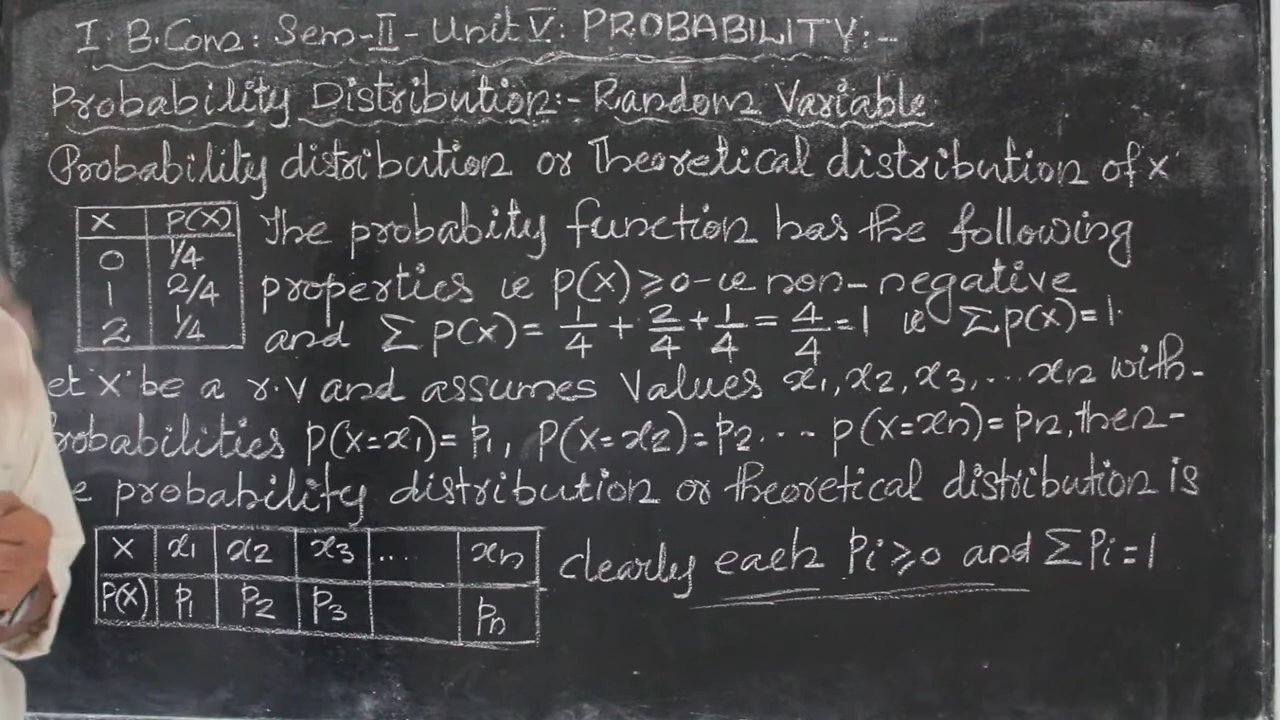 I. B.Com: Sem-II - Unit V: PROBABILITY:-
Probability Distribution:- Random Variable
Probability distribution or Theoretical distribution of x
X P(X)
0 1/4
1 2/4
2 1/4
The probabity function has the following
properties ie p(x) ≥0-ie non-negative
and Σ p(x) = 1/4 + 2/4 + 1/4 = 4/4 = 1 ie Σp(x)=1.
et 'X' be a r.v and assumes Values x1, x2, x3, ... xn with-
robabilities p(x=x1)= p1, p(x=x2)=p2 .... p(x=xn)= pn, then-
e probability distribution or theoretical distribution is
X x1 x2 x3 ... xn
P(X) p1 p2 p3 pn
clearly each pi ≥0 and Σ Pi = 1